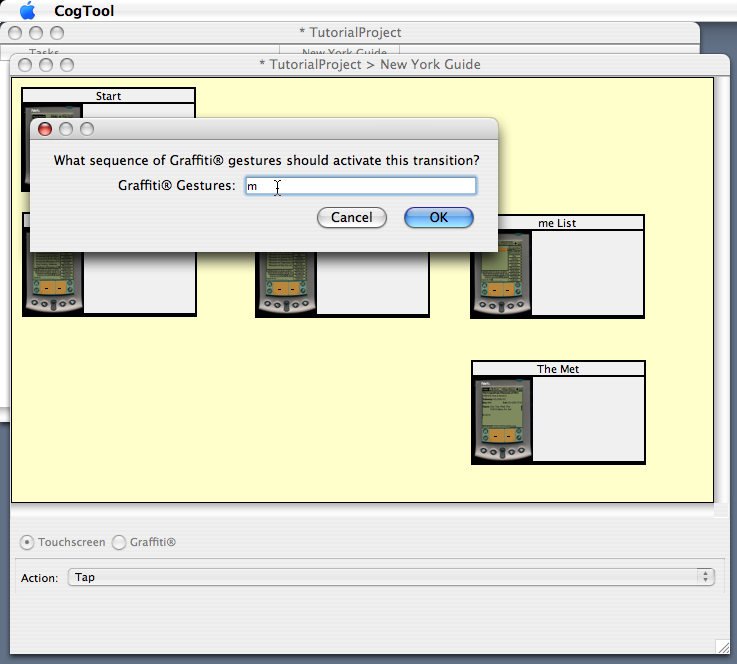 CogTool
* TutorialProject
Tasks
New York Guide
* TutorialProject > New York Guide
Start
What sequence of Graffiti® gestures should activate this transition?
Graffiti® Gestures: m
Cancel OK
me List
The Met
Touchscreen Graffiti®
Action: Tap